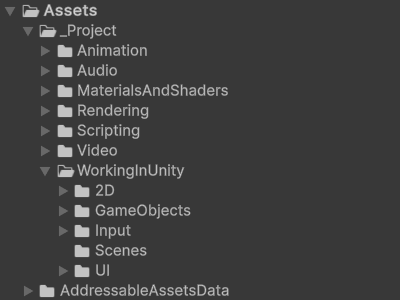 Assets
_Project
Animation
Audio
MaterialsAndShaders
Rendering
Scripting
Video
WorkingInUnity
2D
GameObjects
Input
Scenes
UI
AddressableAssetsData